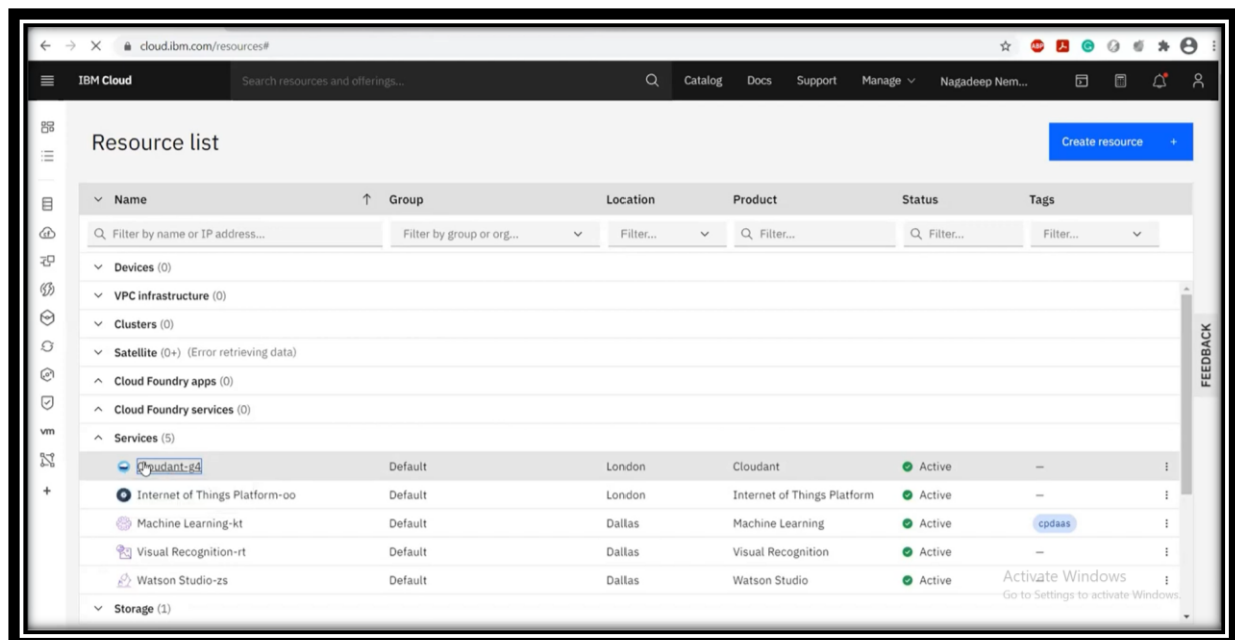 cloud.ibm.com/resources#
ABP
IBM Cloud Search resources and offerings... Catalog Docs Support Manage Nagadeep Nem...
Resource list
Create resource +
Name Group Location Product Status Tags
Filter by name or IP address... Filter by group or org... Filter... Filter... Filter... Filter...
Devices (0)
VPC infrastructure (0)
Clusters (0)
Satellite (0+) (Error retrieving data)
Cloud Foundry apps (0)
Cloud Foundry services (0)
vm
Services (5)
Cloudant-g4 Default London Cloudant Active –
Internet of Things Platform-oo Default London Internet of Things Platform Active –
Machine Learning-kt Default Dallas Machine Learning Active cpdaas
Visual Recognition-rt Default Dallas Visual Recognition Active –
Watson Studio-zs Default Dallas Watson Studio Active –
Storage (1)
FEEDBACK
Activate Windows
Go to Settings to activate Windows.